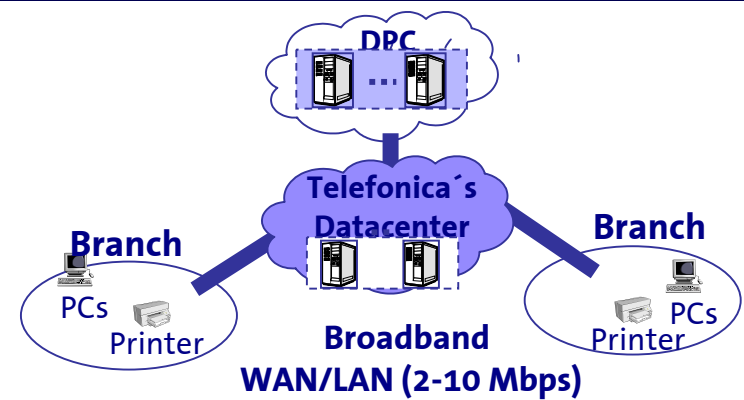 DPC
...
Telefonica´s
Datacenter
Branch
PCs
Printer
Branch
PCs
Printer
Broadband
WAN/LAN (2-10 Mbps)